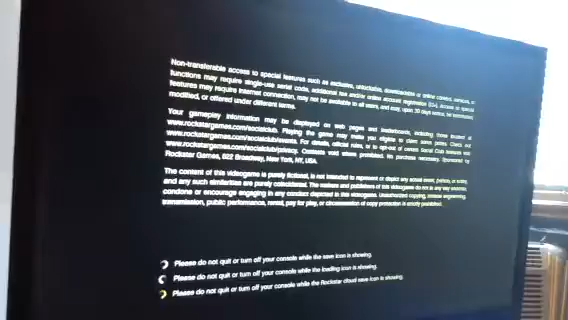 Non-transferable access to special features such as exclusive, unlockable, downloadable or online content, services, or
functions may require single-use serial code, additional fee and/or online account registration (13+). Access to special
features may require internet connection, may not be available to all users, and may, upon 30 days notice, be terminated,
modified, or offered under different terms.
Your gameplay information may be displayed on web pages and leaderboards, including those located at
www.rockstargames.com/socialclub. Playing the game may make you eligible to claim game prizes. Check out
www.rockstargames.com/socialclub/events. For details, official rules, or to opt-out of certain Social Club features visit
www.rockstargames.com/socialclub/privacy. Contests void where prohibited. No purchase necessary. Sponsored by
Rockstar Games, 622 Broadway, New York, NY, USA.
The content of this videogame is purely fictional, is not intended to represent or depict any actual event, person, or entity,
and any such similarities are purely coincidental. The makers and publishers of this videogame do not in any way endorse,
condone or encourage engaging in any conduct depicted in this videogame. Unauthorized copying, reverse engineering,
transmission, public performance, rental, pay for play, or circumvention of copy protection is strictly prohibited.
Please do not quit or turn off your console while the save icon is showing.
Please do not quit or turn off your console while the loading icon is showing.
Please do not quit or turn off your console while the Rockstar cloud save icon is showing.